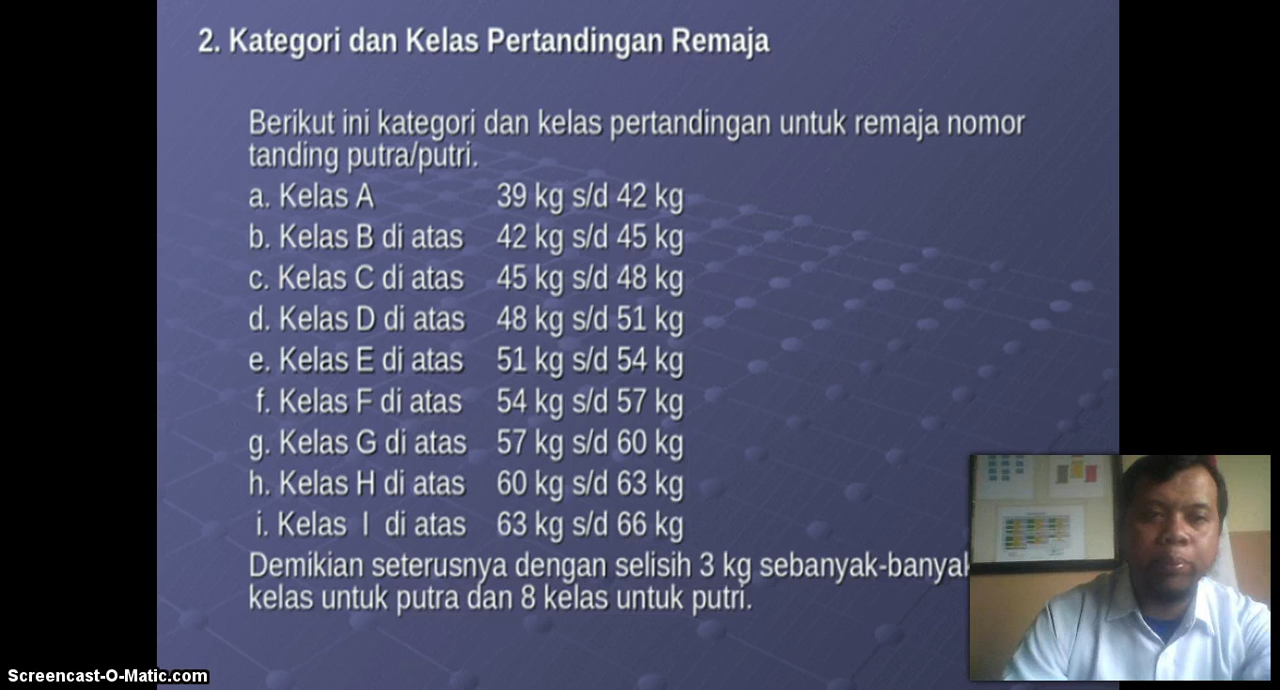 2. Kategori dan Kelas Pertandingan Remaja
Berikut ini kategori dan kelas pertandingan untuk remaja nomor
tanding putra/putri.
a. Kelas A 39 kg s/d 42 kg
b. Kelas B di atas 42 kg s/d 45 kg
c. Kelas C di atas 45 kg s/d 48 kg
d. Kelas D di atas 48 kg s/d 51 kg
e. Kelas E di atas 51 kg s/d 54 kg
f. Kelas F di atas 54 kg s/d 57 kg
g. Kelas G di atas 57 kg s/d 60 kg
h. Kelas H di atas 60 kg s/d 63 kg
i. Kelas I di atas 63 kg s/d 66 kg
Demikian seterusnya dengan selisih 3 kg
kelas untuk putra dan 8 kelas untuk putri.
Screencast-O-Matic.com